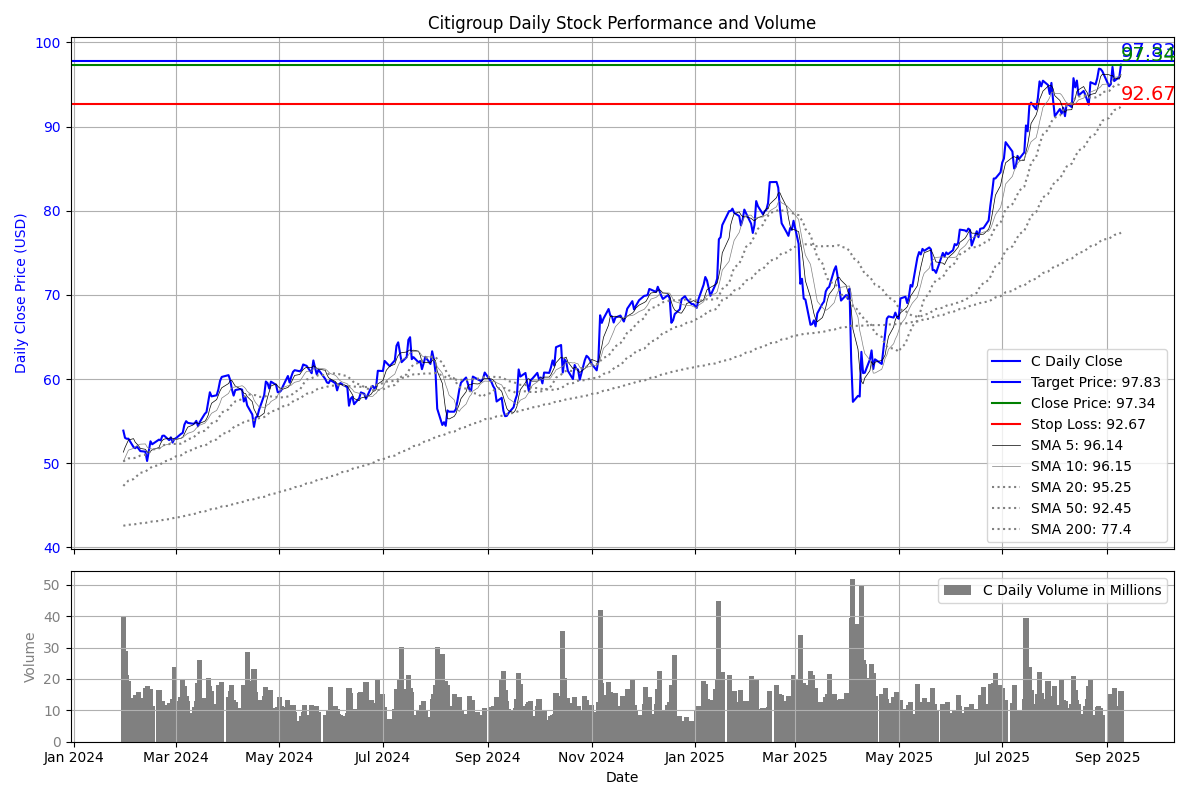 Citigroup Daily Stock Performance and Volume
Daily Close Price (USD)
100
90
80
70
60
50
40
97.83
97.34
92.67
C Daily Close
Target Price: 97.83
Close Price: 97.34
Stop Loss: 92.67
SMA 5: 96.14
SMA 10: 96.15
SMA 20: 95.25
SMA 50: 92.45
SMA 200: 77.4
Volume
50
40
30
20
10
0
C Daily Volume in Millions
Jan 2024 Mar 2024 May 2024 Jul 2024 Sep 2024 Nov 2024 Jan 2025 Mar 2025 May 2025 Jul 2025 Sep 2025
Date